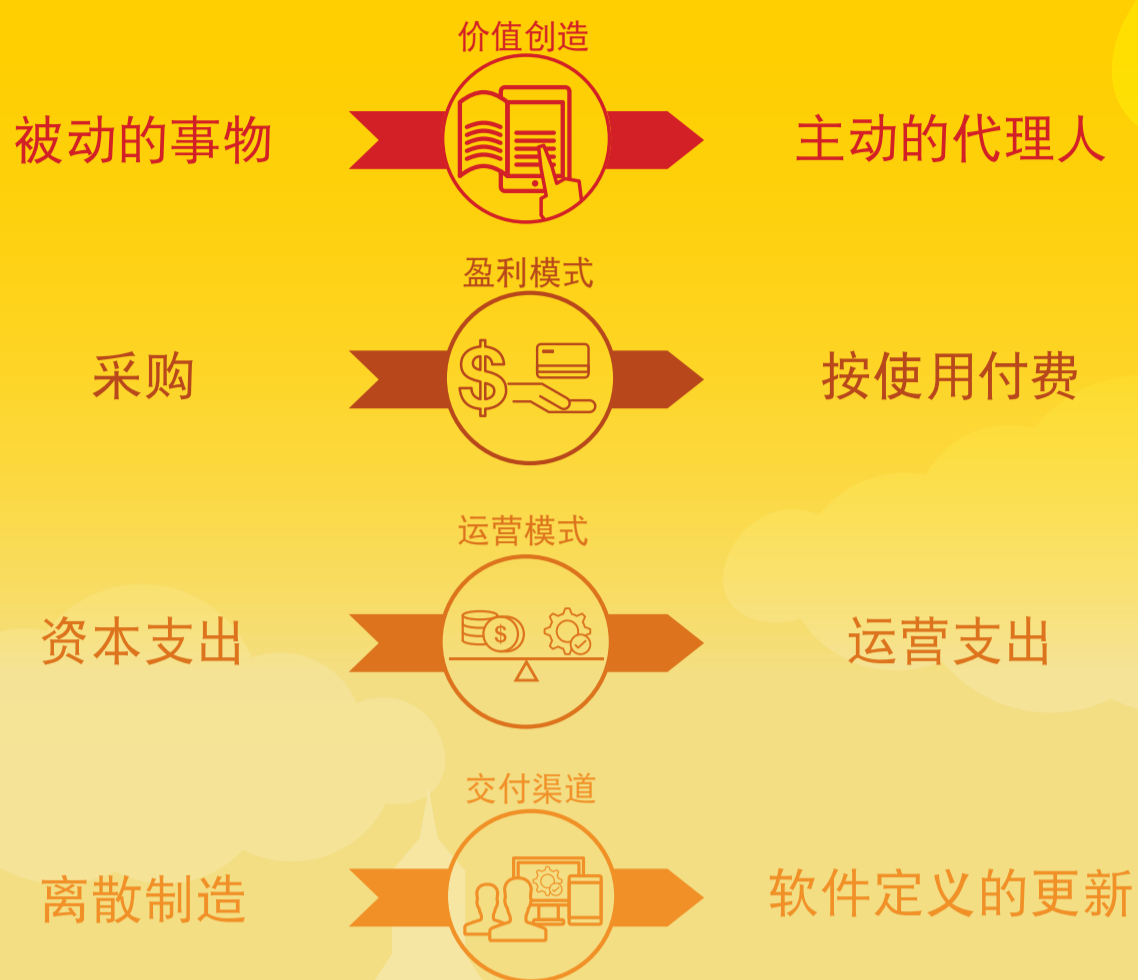 价值创造
被动的事物
主动的代理人
盈利模式
采购
按使用付费
运营模式
资本支出
运营支出
交付渠道
离散制造
软件定义的更新